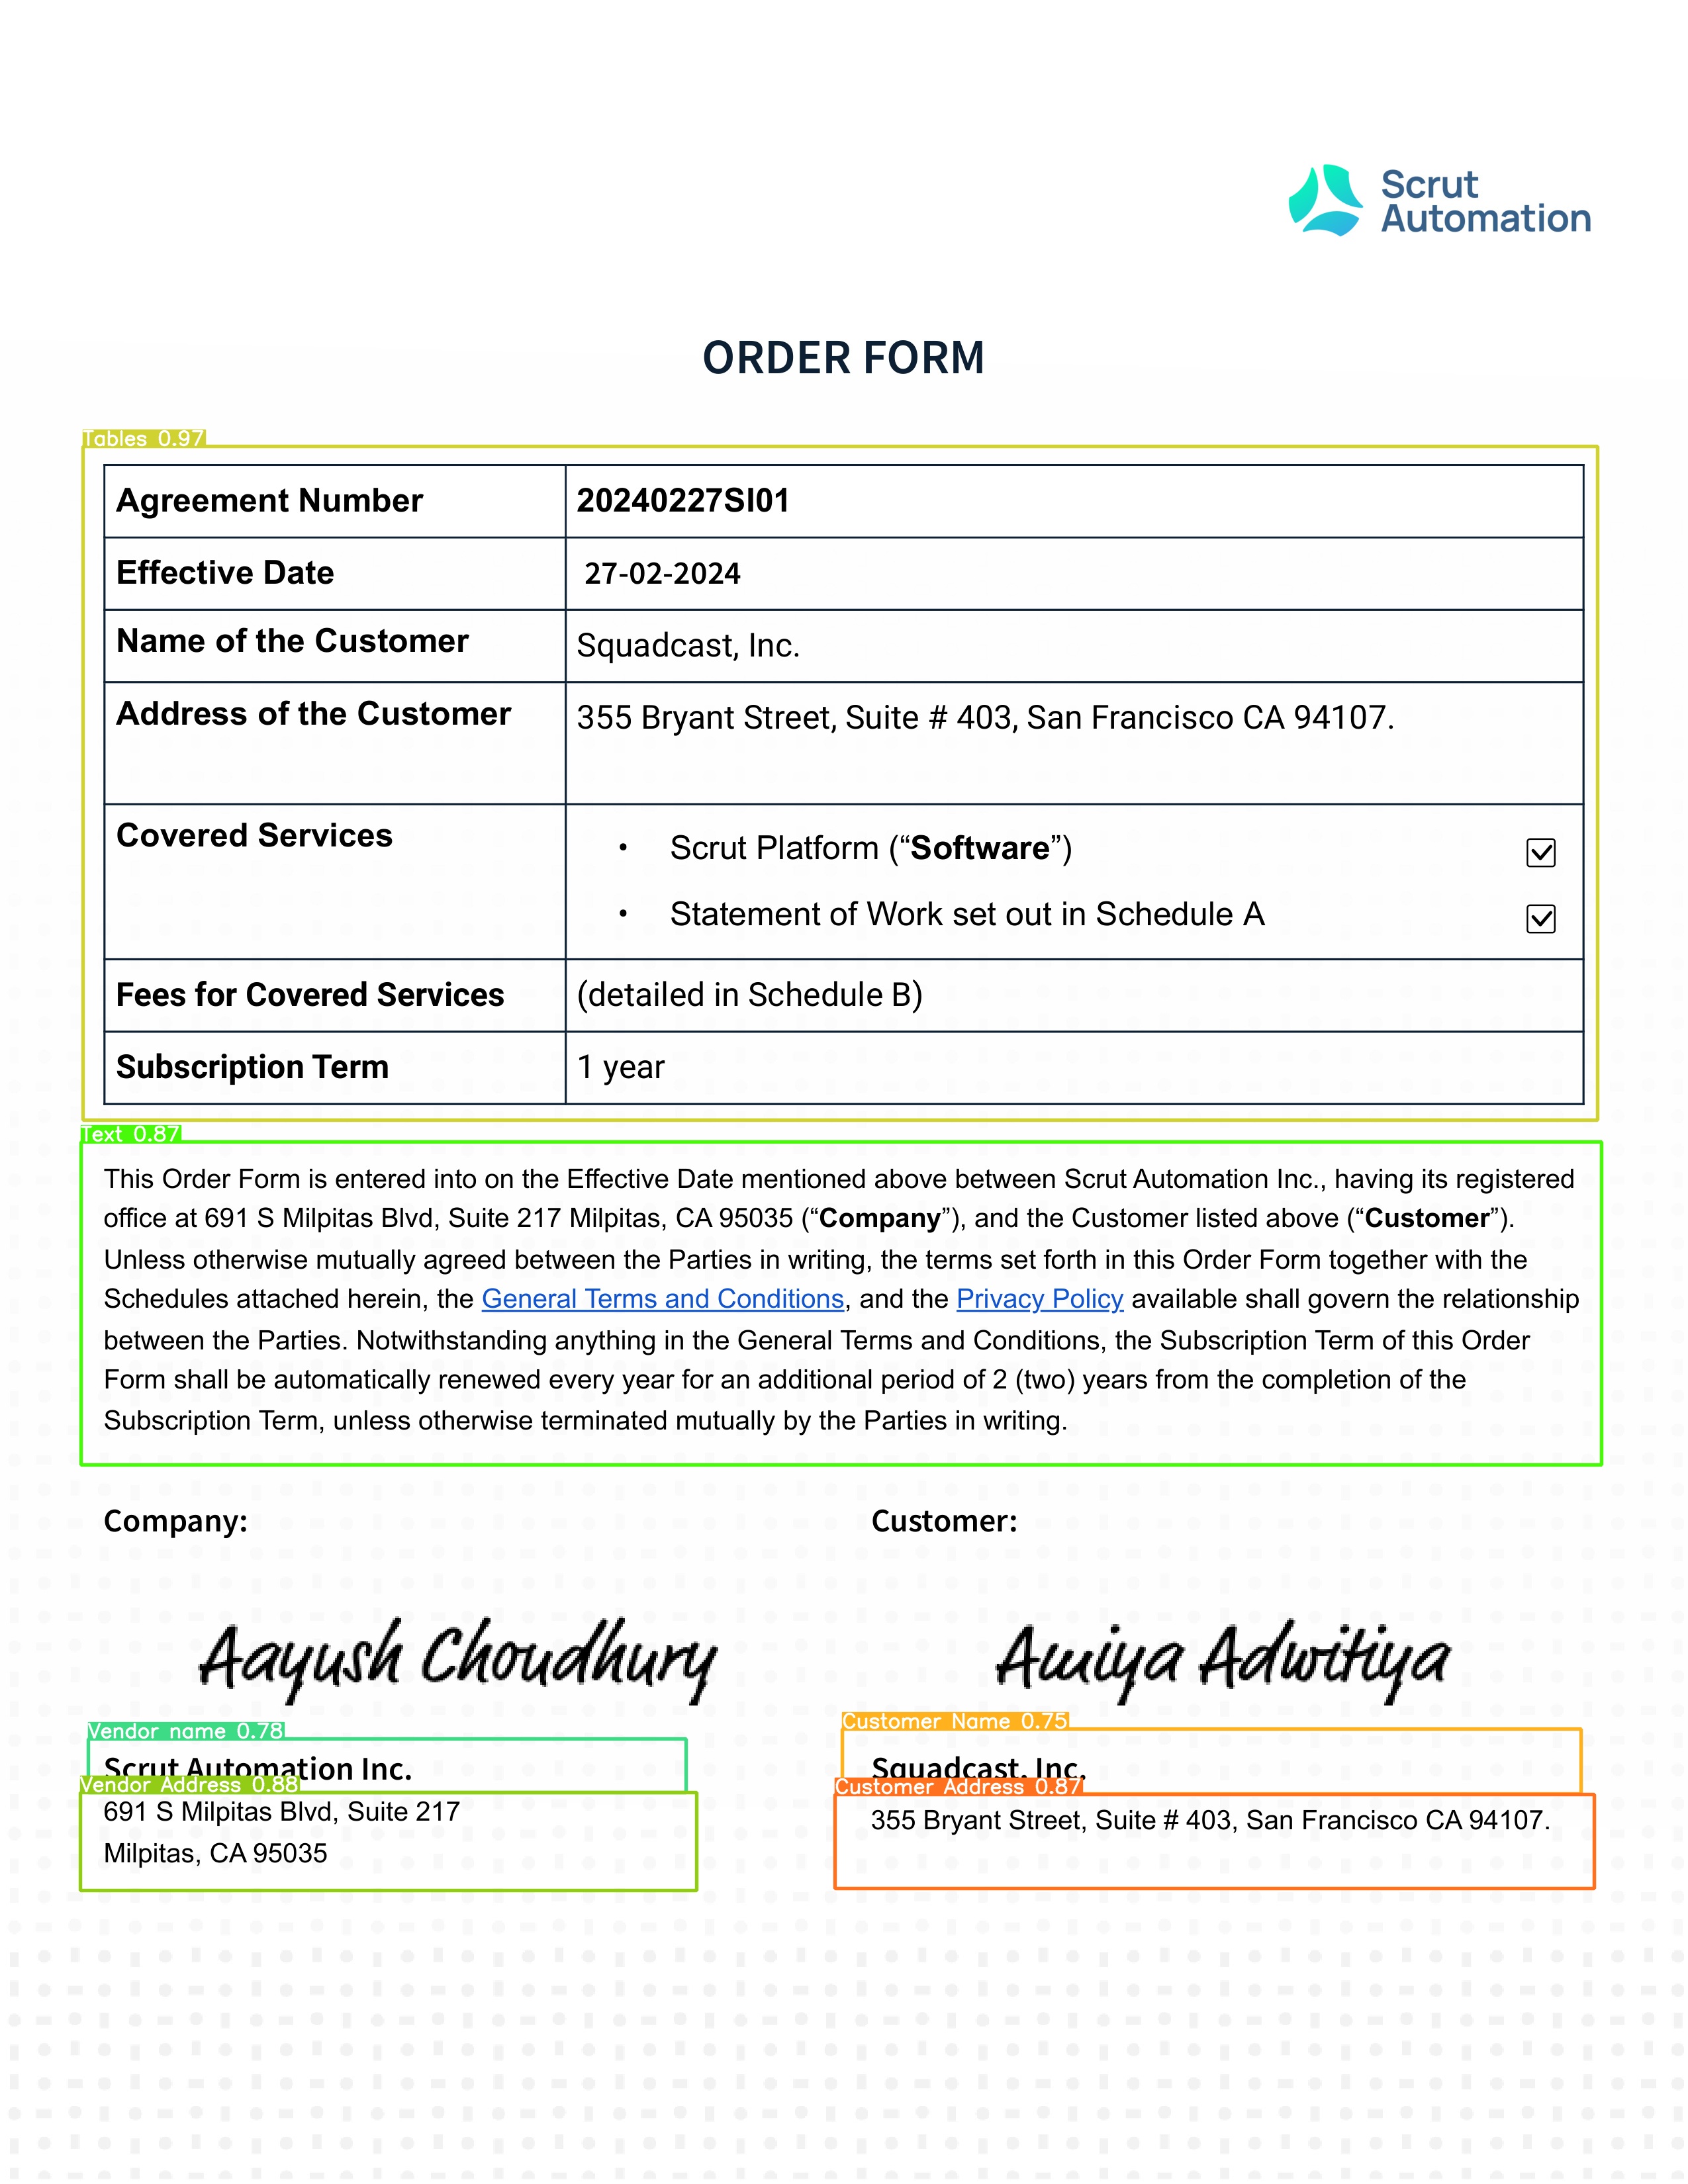 Scrut
Automation
ORDER FORM
Tables 0.97
Agreement Number 20240227SI01
Effective Date 27-02-2024
Name of the Customer Squadcast, Inc.
Address of the Customer 355 Bryant Street, Suite # 403, San Francisco CA 94107.
Covered Services • Scrut Platform (“Software”) ☑
• Statement of Work set out in Schedule A ☑
Fees for Covered Services (detailed in Schedule B)
Subscription Term 1 year
Text 0.87
This Order Form is entered into on the Effective Date mentioned above between Scrut Automation Inc., having its registered
office at 691 S Milpitas Blvd, Suite 217 Milpitas, CA 95035 (“Company”), and the Customer listed above (“Customer”).
Unless otherwise mutually agreed between the Parties in writing, the terms set forth in this Order Form together with the
Schedules attached herein, the General Terms and Conditions, and the Privacy Policy available shall govern the relationship
between the Parties. Notwithstanding anything in the General Terms and Conditions, the Subscription Term of this Order
Form shall be automatically renewed every year for an additional period of 2 (two) years from the completion of the
Subscription Term, unless otherwise terminated mutually by the Parties in writing.
Company: Customer:
Aayush Choudhury Amiya Adwitiya
Vendor name 0.78 Customer Name 0.75
Scrut Automation Inc. Squadcast, Inc.
Vendor Address 0.88 Customer Address 0.87
691 S Milpitas Blvd, Suite 217 355 Bryant Street, Suite # 403, San Francisco CA 94107.
Milpitas, CA 95035